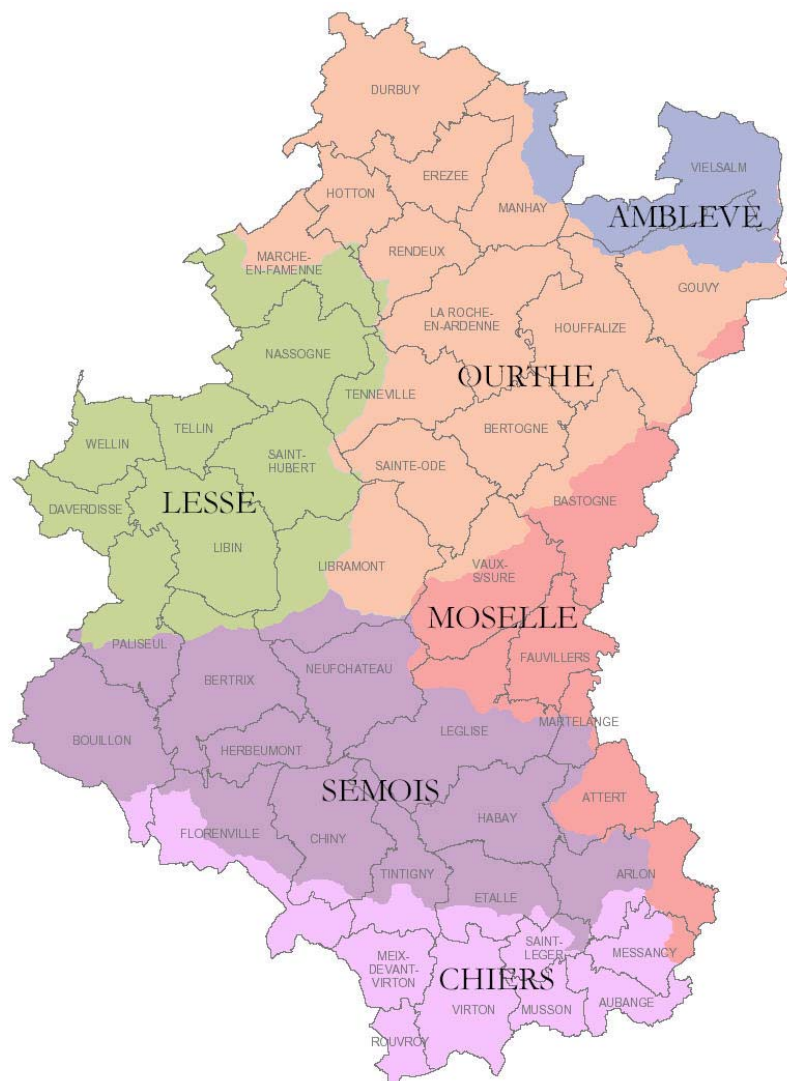 DURBUY
VIELSALM
EREZEE
HOTTON
MANHAY
AMBLEVE
RENDEUX
MARCHE-
EN-FAMENNE
GOUVY
LA ROCHE-
EN-ARDENNE
HOUFFALIZE
NASSOGNE
OURTHE
TENNEVILLE
TELLIN
BERTOGNE
WELLIN
SAINT-
HUBERT
SAINTE-ODE
BASTOGNE
LESSE
DAVERDISSE
LIBIN
LIBRAMONT
VAUX-
S/SURE
MOSELLE
PALISEUL
FAUVILLERS
NEUFCHATEAU
BERTRIX
MARTELANGE
LEGLISE
BOUILLON
HERBEUMONT
SEMOIS
ATTERT
HABAY
FLORENVILLE
CHINY
TINTIGNY
ARLON
ETALLE
SAINT-
LEGER
MESSANCY
MEIX-
DEVANT-
VIRTON
CHIERS
AUBANGE
VIRTON
MUSSON
ROUVROY